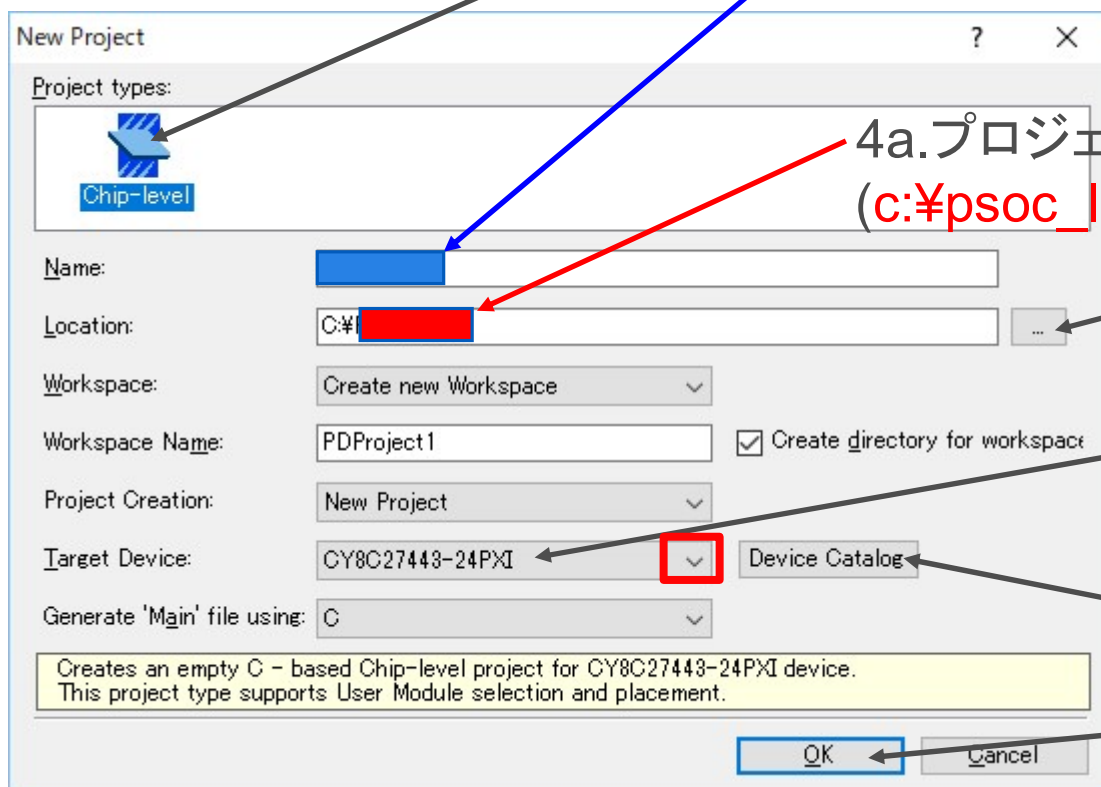 New Project ? ×
Project types:
Chip-level
4a.プロジェ
(c:¥psoc_l
Name:
Location: C:¥ ...
Workspace: Create new Workspace
Workspace Name: PDProject1 Create directory for workspace
Project Creation: New Project
Target Device: CY8C27443-24PXI Device Catalog
Generate 'Main' file using: C
Creates an empty C - based Chip-level project for CY8C27443-24PXI device.
This project type supports User Module selection and placement.
OK Cancel